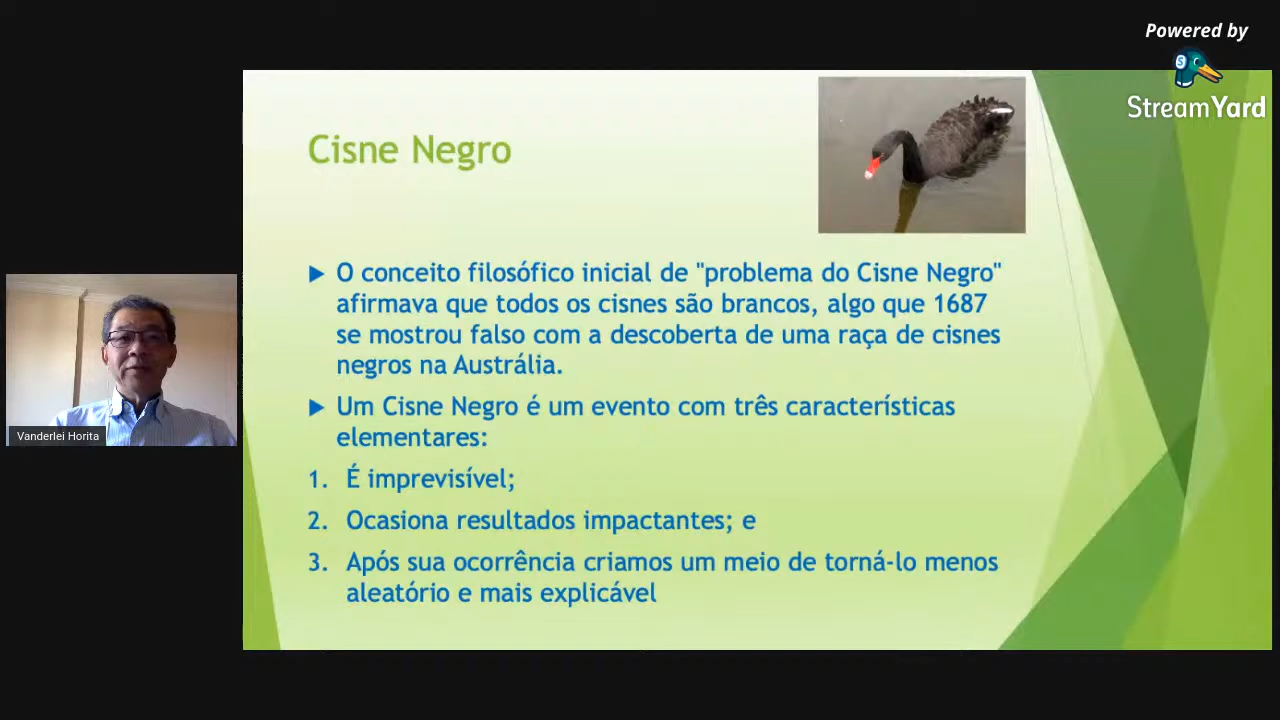 Powered by
StreamYard
Cisne Negro
O conceito filosófico inicial de "problema do Cisne Negro"
afirmava que todos os cisnes são brancos, algo que 1687
se mostrou falso com a descoberta de uma raça de cisnes
negros na Austrália.
Um Cisne Negro é um evento com três características
elementares:
1. É imprevisível;
2. Ocasiona resultados impactantes; e
3. Após sua ocorrência criamos um meio de torná-lo menos
aleatório e mais explicável
Vanderlei Horita